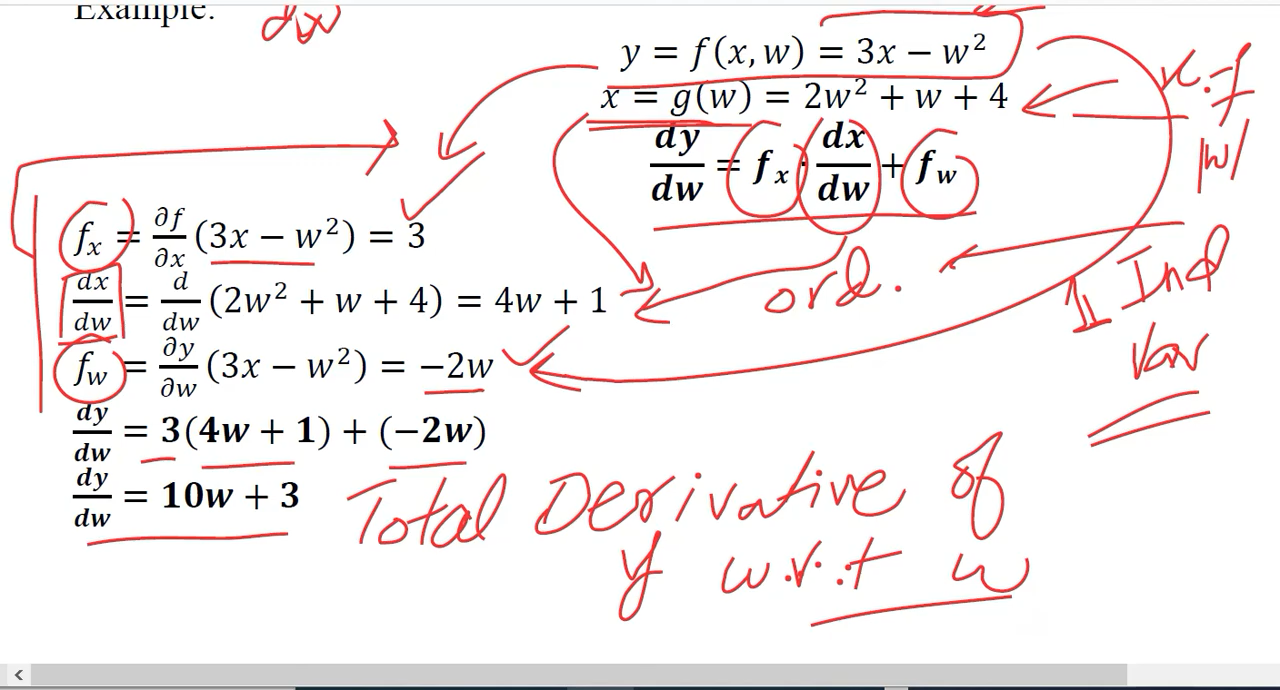 Example:
dx
y = f(x, w) = 3x − w²
x = g(w) = 2w² + w + 4
x = f
|w|
dy/dw = f_x · dx/dw + f_w
f_x = ∂f/∂x (3x − w²) = 3
Ind
ord.
dx/dw = d/dw (2w² + w + 4) = 4w + 1
Var
f_w = ∂y/∂w (3x − w²) = −2w
dy/dw = 3(4w + 1) + (−2w)
dy/dw = 10w + 3
Total Derivative of
y w.r.t w